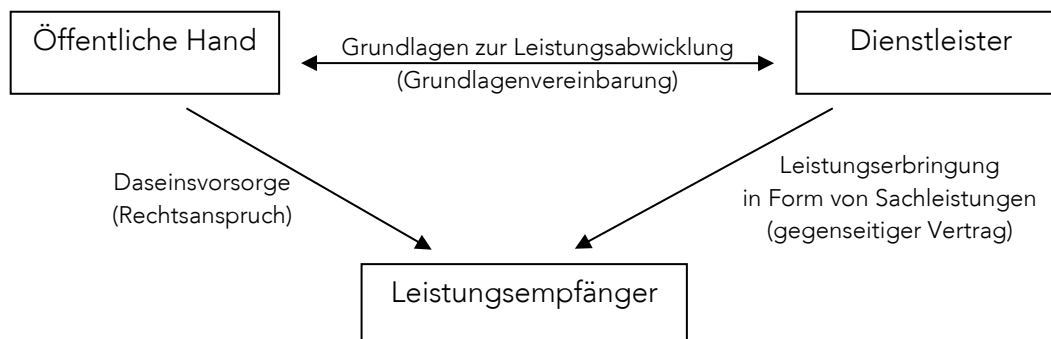 Öffentliche Hand
Grundlagen zur Leistungsabwicklung
(Grundlagenvereinbarung)
Dienstleister
Daseinsvorsorge
(Rechtsanspruch)
Leistungserbringung
in Form von Sachleistungen
(gegenseitiger Vertrag)
Leistungsempfänger